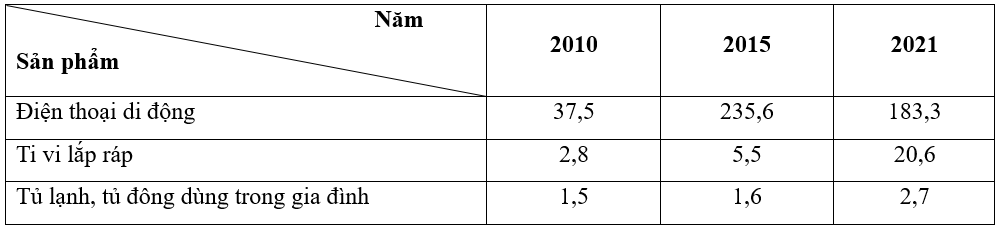 Năm
Sản phẩm
2010 2015 2021
Điện thoại di động 37,5 235,6 183,3
Ti vi lắp ráp 2,8 5,5 20,6
Tủ lạnh, tủ đông dùng trong gia đình 1,5 1,6 2,7